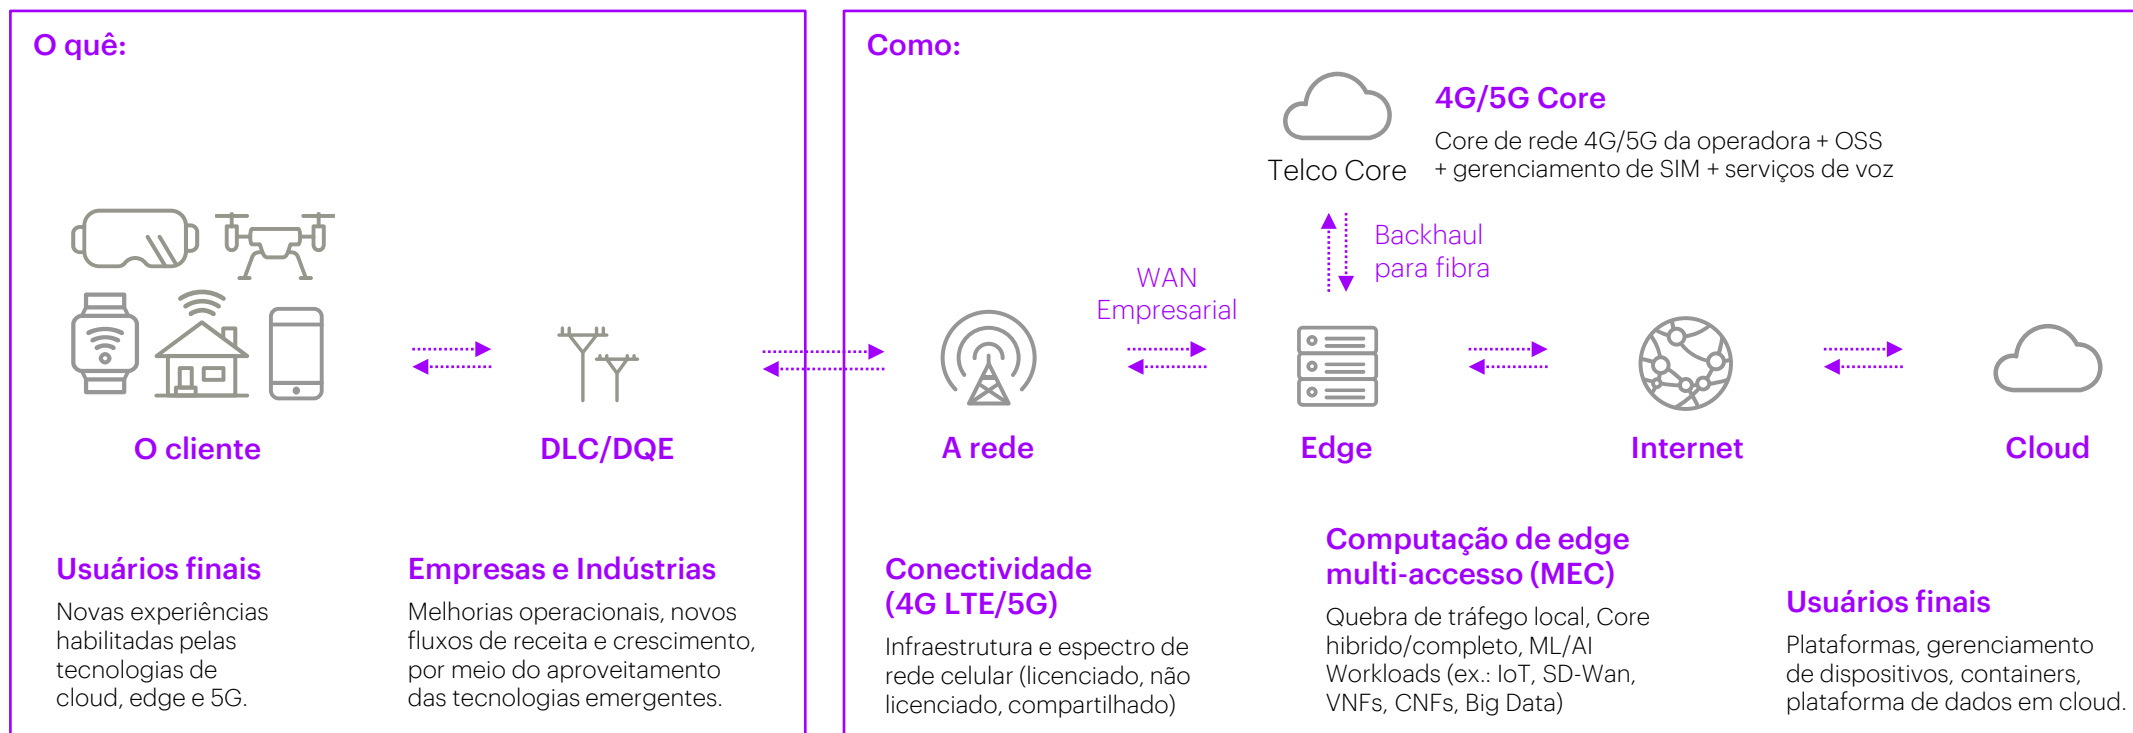 O quê:
O cliente
DLC/DQE
Usuários finais
Novas experiências
habilitadas pelas
tecnologias de
cloud, edge e 5G.
Empresas e Indústrias
Melhorias operacionais, novos
fluxos de receita e crescimento,
por meio do aproveitamento
das tecnologias emergentes.
Como:
4G/5G Core
Core de rede 4G/5G da operadora + OSS
+ gerenciamento de SIM + serviços de voz
Telco Core
Backhaul
para fibra
WAN
Empresarial
A rede
Edge
Internet
Cloud
Conectividade
(4G LTE/5G)
Infraestrutura e espectro de
rede celular (licenciado, não
licenciado, compartilhado)
Computação de edge
multi-accesso (MEC)
Quebra de tráfego local, Core
hibrido/completo, ML/AI
Workloads (ex.: IoT, SD-Wan,
VNFs, CNFs, Big Data)
Usuários finais
Plataformas, gerenciamento
de dispositivos, containers,
plataforma de dados em cloud.